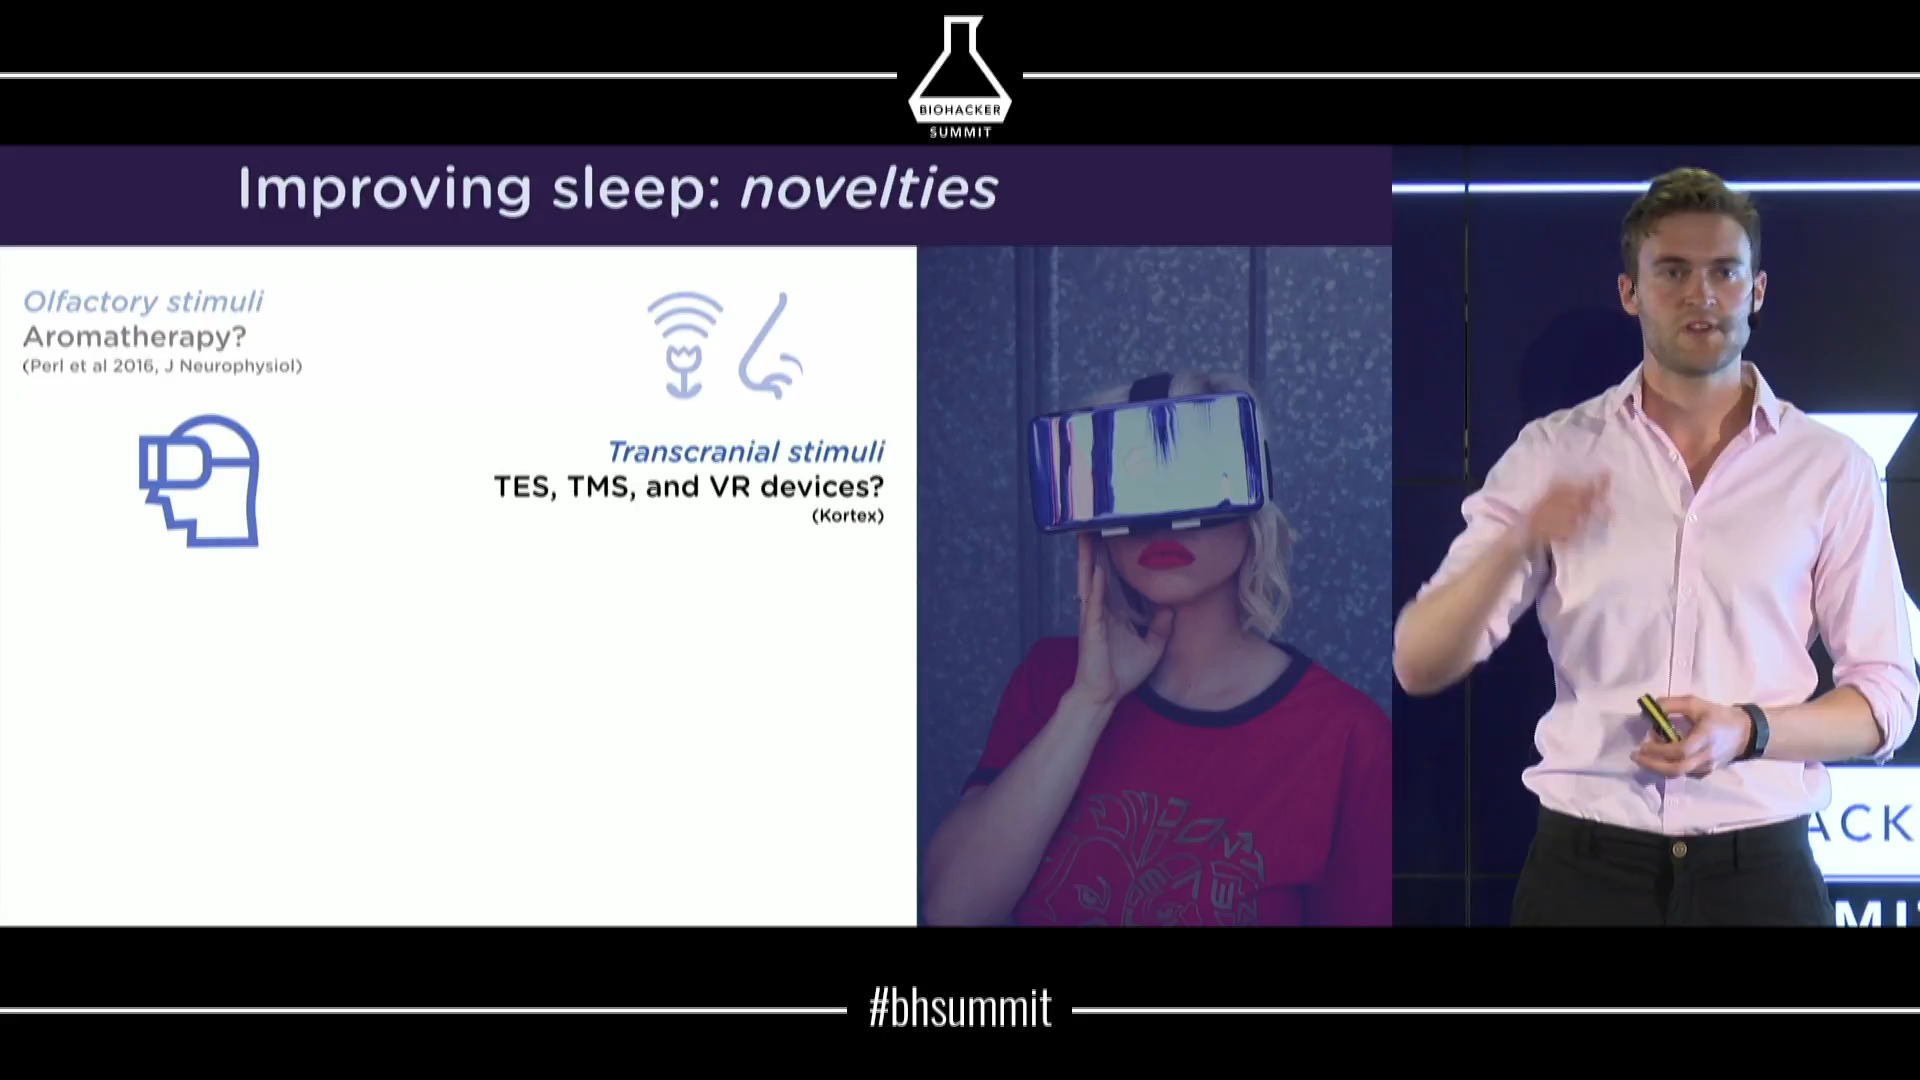 BIOHACKER
SUMMIT
Improving sleep: novelties
Olfactory stimuli
Aromatherapy?
(Perl et al 2016, J Neurophysiol)
Transcranial stimuli
TES, TMS, and VR devices?
(Kortex)
ACK
MIT
#bhsummit